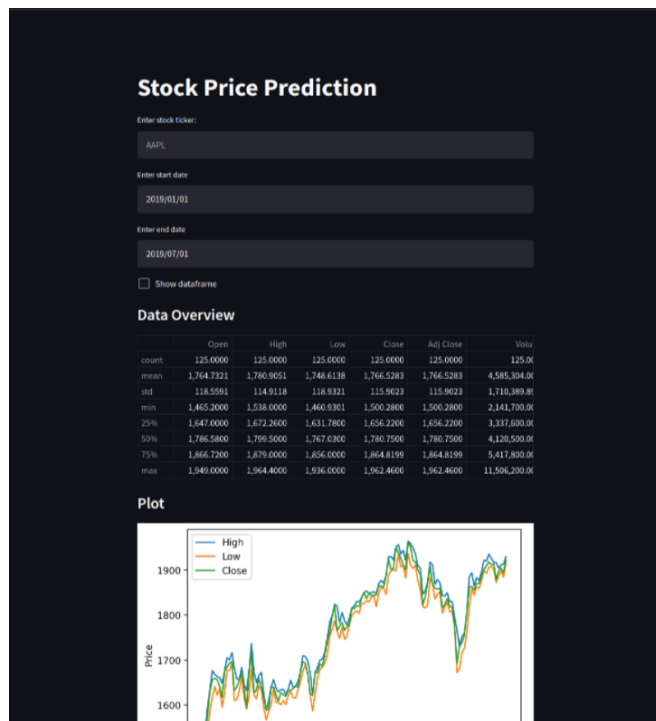 Stock Price Prediction
Enter stock ticker:
AAPL
Enter start date
2019/01/01
Enter end date
2019/07/01
Show dataframe
Data Overview
Open High Low Close Adj Close Volu
count 125.0000 125.0000 125.0000 125.0000 125.0000 125.0
mean 1,764.7321 1,780.9051 1,748.6138 1,766.5283 1,766.5283 4,585,304.0
std 118.5591 114.9118 118.9321 115.9023 115.9023 1,710,389.8
min 1,465.2000 1,538.0000 1,460.9301 1,500.2800 1,500.2800 2,141,700.0
25% 1,647.0000 1,672.2600 1,631.7800 1,656.2200 1,656.2200 3,337,600.0
50% 1,786.5800 1,799.5000 1,767.0300 1,780.7500 1,780.7500 4,120,500.0
75% 1,866.7200 1,879.0000 1,856.0000 1,864.8199 1,864.8199 5,417,800.0
max 1,949.0000 1,964.4000 1,936.0000 1,962.4600 1,962.4600 11,506,200.0
Plot
High
Low
Close
1900
1800
Price
1700
1600